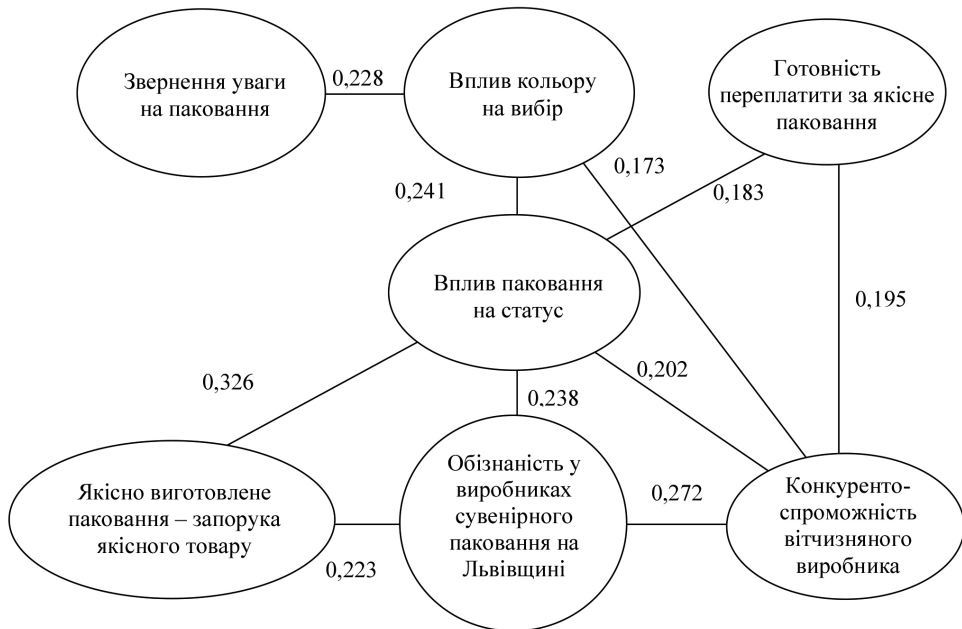 Звернення уваги
на паковання
0,228
Вплив кольору
на вибір
Готовність
переплатити за якісне
паковання
0,173
0,241
0,183
Вплив паковання
на статус
0,195
0,326
0,202
0,238
Якісно виготовлене
паковання – запорука
якісного товару
0,223
Обізнаність у
виробниках
сувенірного
паковання на
Львівщині
0,272
Конкуренто-
спроможність
вітчизняного
виробника